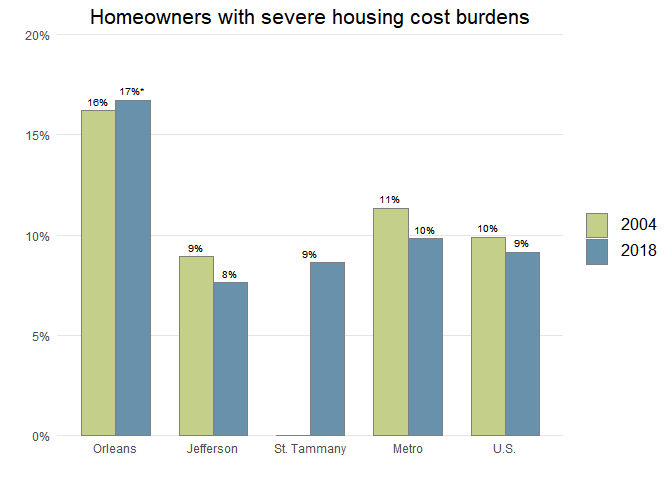 Homeowners with severe housing cost burdens
20%
15%
10%
5%
0%
16%
17%*
9%
8%
9%
11%
10%
10%
9%
Orleans
Jefferson
St. Tammany
Metro
U.S.
2004
2018